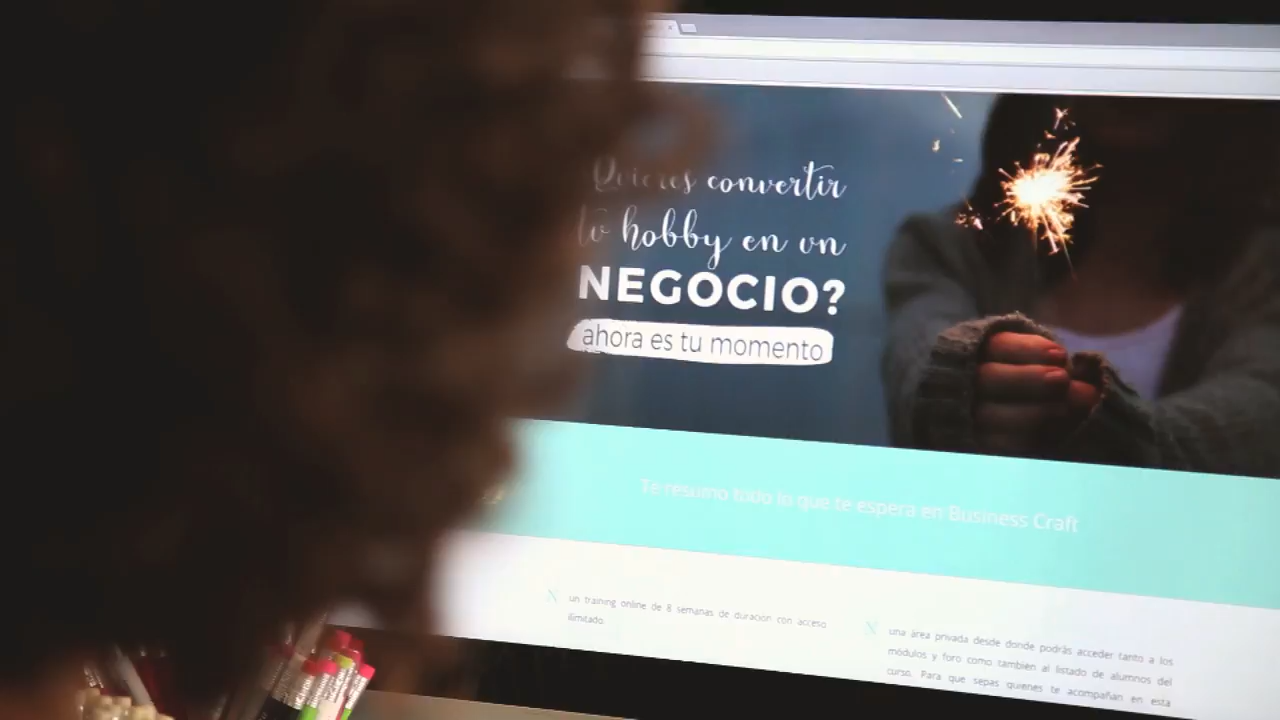 Quieres convertir
tu hobby en un
NEGOCIO?
ahora es tu momento
Te resumo todo lo que te espera en Business Craft
un training online de 8 semanas de duración con acceso
ilimitado.
una área privada desde donde podrás acceder tanto a los
módulos y foro como también al listado de alumnos del
curso. Para que sepas quienes te acompañan en esta